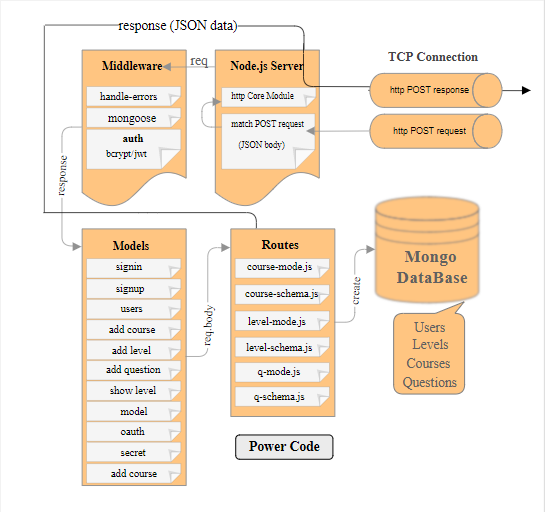 response (JSON data)
TCP Connection
Middleware
req
Node.js Server
handle-errors
mongoose
auth
bcrypt/jwt
http Core Module
match POST request
(JSON body)
http POST response
http POST request
response
Models
signin
signup
users
add course
add level
add question
show level
model
oauth
secret
add course
req.body
Routes
course-mode.js
course-schema.js
level-mode.js
level-schema.js
q-mode.js
q-schema.js
create
Mongo
DataBase
Users
Levels
Courses
Questions
Power Code